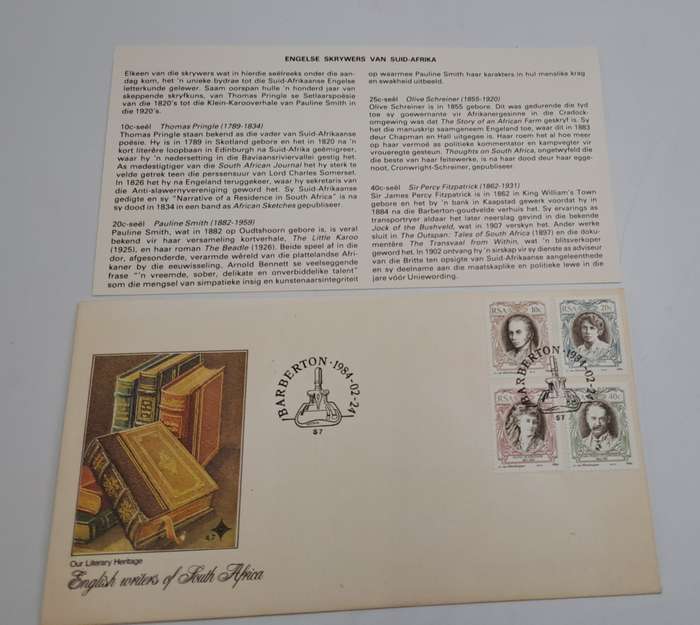 ENGELSE SKRYWERS VAN SUID-AFRIKA
Elkeen van die skrywers wat in hierdie seëlreeks onder die aan-
dag kom, het 'n unieke bydrae tot die Suid-Afrikaanse Engelse
letterkunde gelewer. Saam oorspan hulle 'n honderd jaar van
skeppende skryfkuns, van Thomas Pringle se Setlaarspoësie
van die 1820's tot die Klein-Karooverhale van Pauline Smith in
die 1920's.
10c-seël Thomas Pringle (1789-1834)
Thomas Pringle staan bekend as die vader van Suid-Afrikaanse
poësie. Hy is in 1789 in Skotland gebore en het in 1820 na 'n
kort literêre loopbaan in Edinburgh na Suid-Afrika geëmigreer,
waar hy 'n nedersetting in die Baviaansriviervallei gestig het.
As medestigter van die South African Journal het hy sterk te
velde getrek teen die perssensuur van Lord Charles Somerset.
In 1826 het hy na Engeland teruggekeer, waar hy sekretaris van
die Anti-slawernyvereniging geword het. Sy Suid-Afrikaanse
gedigte en sy "Narrative of a Residence in South Africa" is na
sy dood in 1834 in een band as African Sketches gepubliseer.
20c-seël Pauline Smith (1882-1959)
Pauline Smith, wat in 1882 op Oudtshoorn gebore is, is veral
bekend vir haar versameling kortverhale, The Little Karoo
(1925), en haar roman The Beadle (1926). Beide speel af in die
dor, afgesonderde, verarmde wêreld van die plattelandse Afri-
kaner by die eeuwisseling. Arnold Bennett se veelseggende
frase "'n vreemde, sober, delikate en onverbiddelike talent"
som die mengsel van simpatieke insig en kunstenaarsintegriteit
op waarmee Pauline Smith haar karakters in hul menslike krag
en swakheid uitbeeld.
25c-seël Olive Schreiner (1855-1920)
Olive Schreiner is in 1855 gebore. Dit was gedurende die tyd
toe sy goewernante vir Afrikanergesinne in die Cradock-
omgewing was dat The Story of an African Farm geskryf is. Sy
het die manuskrip saamgeneem Engeland toe, waar dit in 1883
deur Chapman en Hall uitgegee is. Haar roem het al hoe meer
op haar vermoë as politieke kommentator en kampvegter vir
vroueregte gesteun. Thoughts on South Africa, ongetwyfeld die
die beste van haar feitewerke, is na haar dood deur haar egge-
noot, Cronwright-Schreiner, gepubliseer.
40c-seël Sir Percy Fitzpatrick (1862-1931)
Sir James Percy Fitzpatrick is in 1862 in King William's Town
gebore en het by 'n bank in Kaapstad gewerk voordat hy in
1884 na die Barberton-goudvelde verhuis het. Sy ervarings as
transportryer aldaar het later neerslag gevind in die bekende
Jock of the Bushveld, wat in 1907 verskyn het. Ander werke
sluit in The Outspan: Tales of South Africa (1897) en die doku-
mentêre The Transvaal from Within, wat 'n blitsverkoper
geword het. In 1902 ontvang hy 'n ridderskap vir sy dienste as adviseur
van die Britte ten opsigte van Suid-Afrikaanse aangeleenthede
en sy deelname aan die maatskaplike en politieke lewe in die
jare vóór Uniewording.
BARBERTON·1984-02-24
57
RSA 10c
RSA 20c
BARBERTON·1984-02-24
57
RSA
40c
4.7
Our Literary Heritage
English writers of South Africa